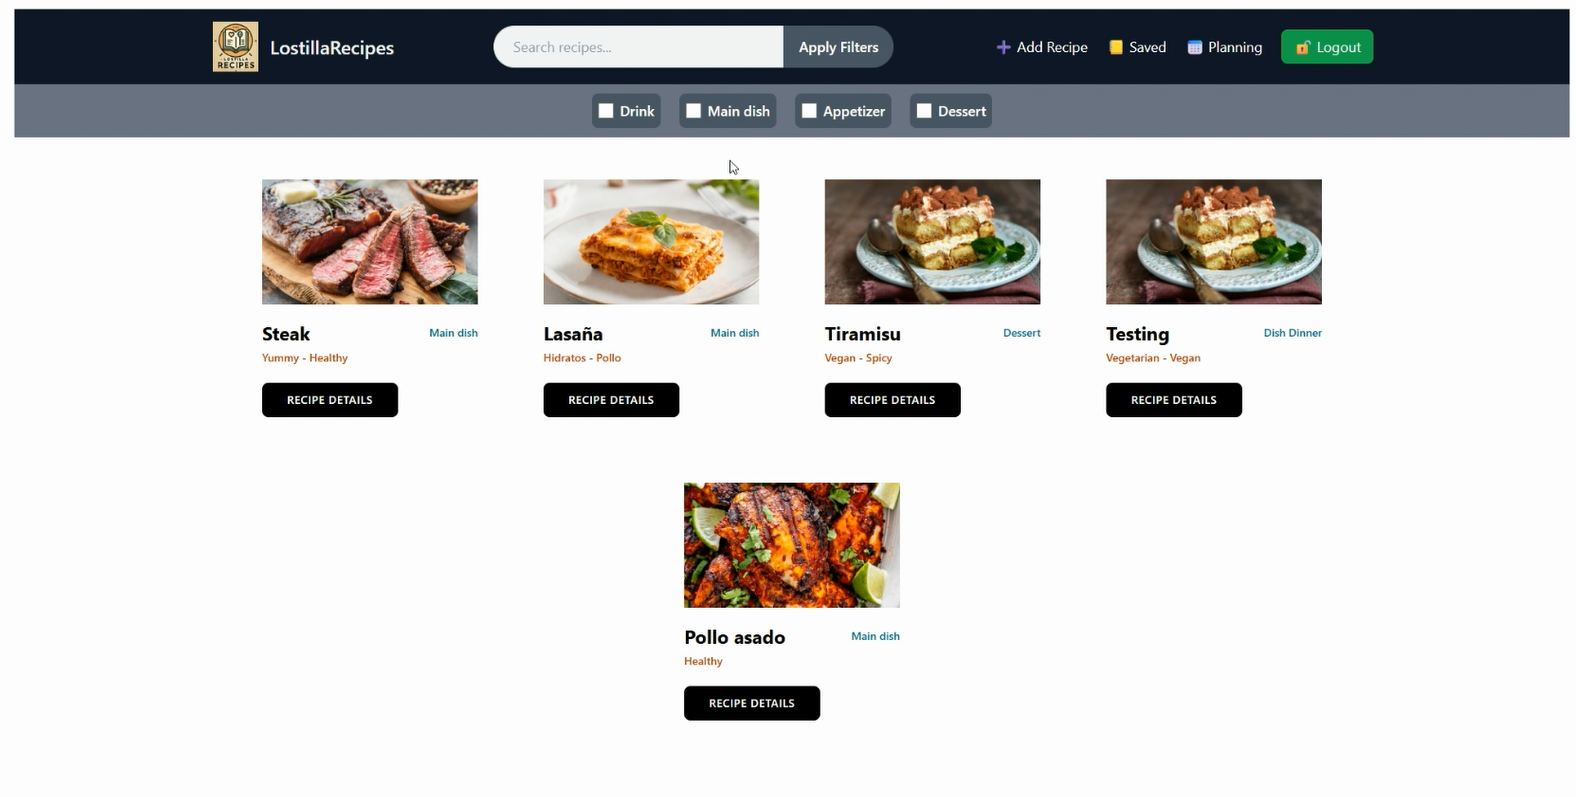 LostillaRecipes
Search recipes...
Apply Filters
Add Recipe
Saved
Planning
Logout
LOSTILLA
RECIPES
Drink
Main dish
Appetizer
Dessert
Steak
Main dish
Yummy - Healthy
RECIPE DETAILS
Lasaña
Main dish
Hidratos - Pollo
RECIPE DETAILS
Tiramisu
Dessert
Vegan - Spicy
RECIPE DETAILS
Testing
Dish Dinner
Vegetarian - Vegan
RECIPE DETAILS
Pollo asado
Main dish
Healthy
RECIPE DETAILS